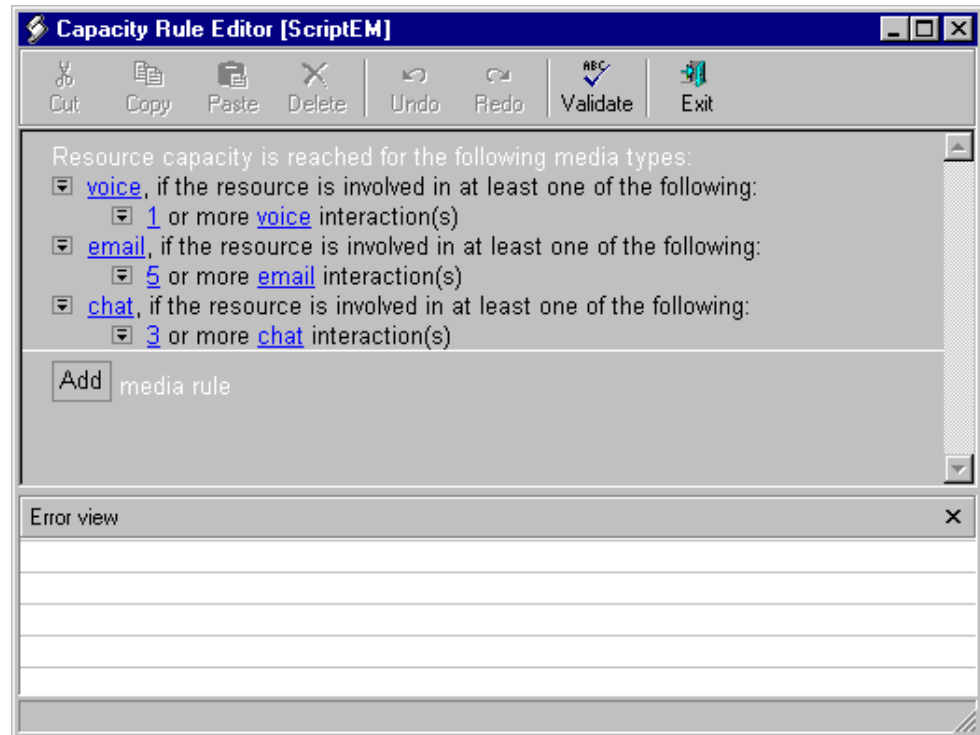 Capacity Rule Editor [ScriptEM]
Cut Copy Paste Delete Undo Redo ABC Validate Exit
Resource capacity is reached for the following media types:
voice, if the resource is involved in at least one of the following:
1 or more voice interaction(s)
email, if the resource is involved in at least one of the following:
5 or more email interaction(s)
chat, if the resource is involved in at least one of the following:
3 or more chat interaction(s)
Add media rule
Error view